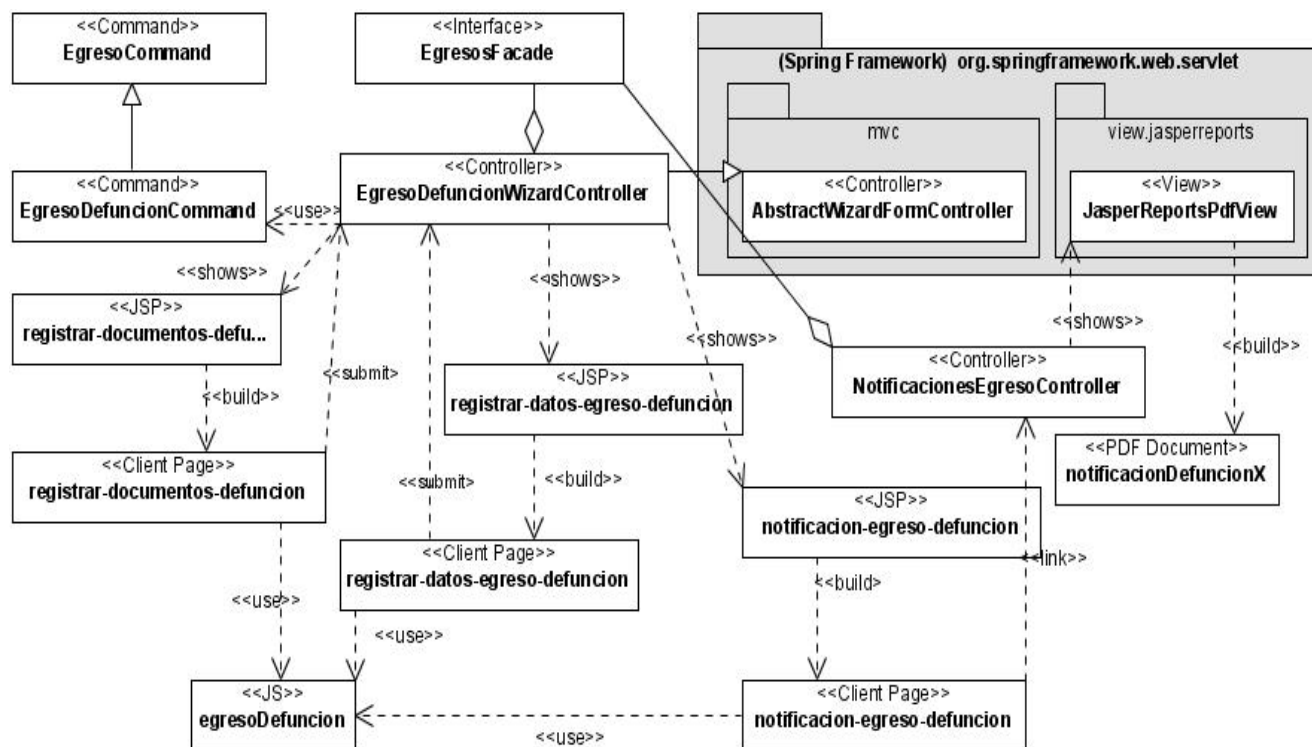 <<Command>>
EgresoCommand
<<Interface>>
EgresosFacade
(Spring Framework) org.springframework.web.servlet
mvc
view.jasperreports
<<Command>>
EgresoDefuncionCommand
<<use>>
<<Controller>>
EgresoDefuncionWizardController
<<Controller>>
AbstractWizardFormController
<<View>>
JasperReportsPdfView
<<shows>>
<<shows>>
<<shows>>
<<shows>>
<<build>>
<<JSP>>
registrar-documentos-defu...
<<submit>>
<<build>>
<<JSP>>
registrar-datos-egreso-defuncion
<<Controller>>
NotificacionesEgresoController
<<Client Page>>
registrar-documentos-defuncion
<<submit>>
<<build>>
<<PDF Document>>
notificacionDefuncionX
<<JSP>>
notificacion-egreso-defuncion
<<link>>
<<Client Page>>
registrar-datos-egreso-defuncion
<<build>
<<use>>
<<use>>
<<JS>>
egresoDefuncion
<<use>>
<<Client Page>>
notificacion-egreso-defuncion